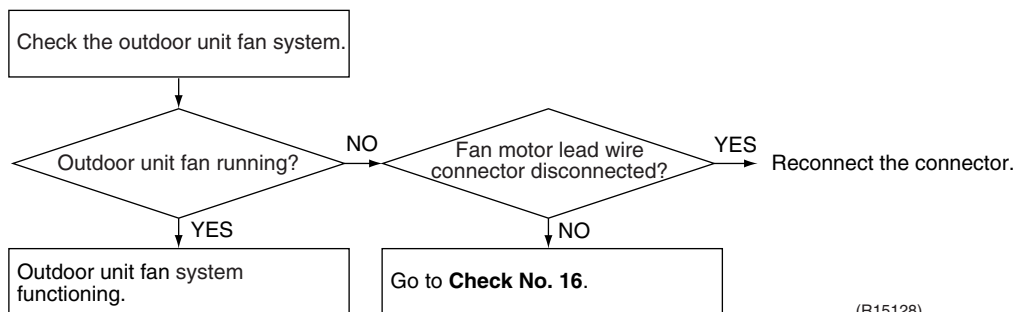 Check the outdoor unit fan system.
Outdoor unit fan running?
NO
Fan motor lead wire
connector disconnected?
YES
Reconnect the connector.
YES
NO
Outdoor unit fan system
functioning.
Go to Check No. 16.
(R15128)